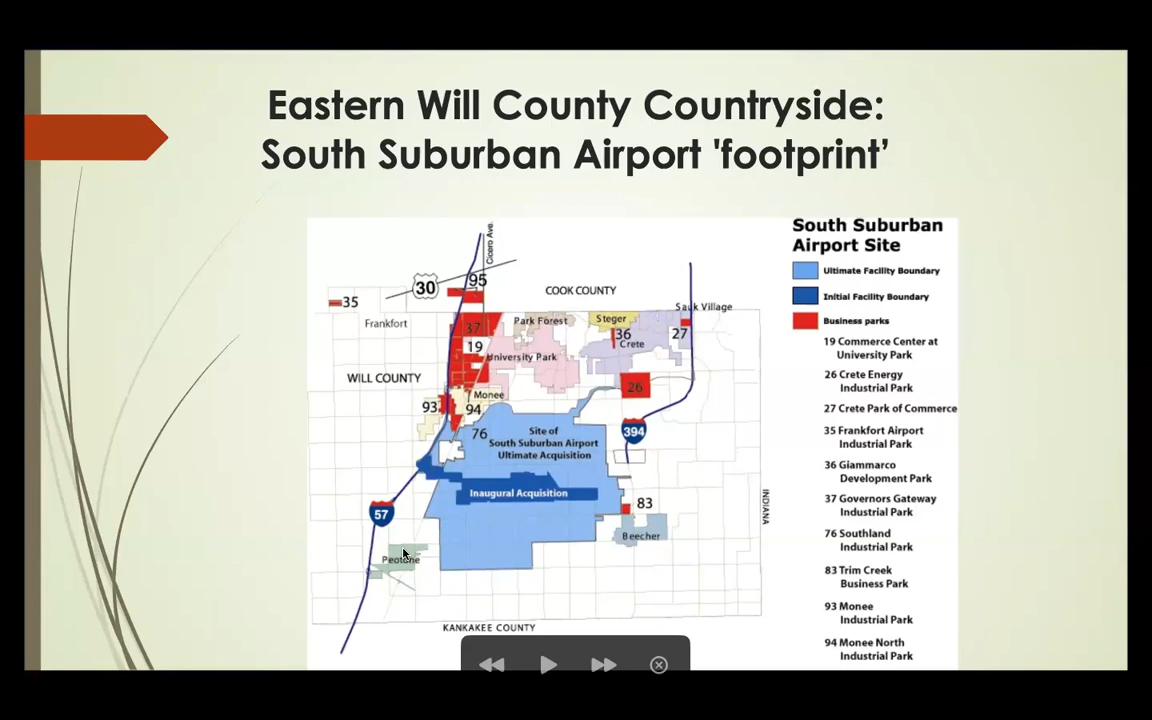 Eastern Will County Countryside:
South Suburban Airport 'footprint’
South Suburban
Airport Site
Ultimate Facility Boundary
Initial Facility Boundary
Business parks
19 Commerce Center at
University Park
26 Crete Energy
Industrial Park
27 Crete Park of Commerce
35 Frankfort Airport
Industrial Park
36 Giammarco
Development Park
37 Governors Gateway
Industrial Park
76 Southland
Industrial Park
83 Trim Creek
Business Park
93 Monee
Industrial Park
94 Monee North
Industrial Park
Cicero Ave.
95
30
COOK COUNTY
35
Sauk Village
Frankfort
37
Park Forest
Steger
36
27
19
Crete
University Park
WILL COUNTY
26
Monee
93
94
76
Site of
South Suburban Airport
Ultimate Acquisition
394
Inaugural Acquisition
83
57
INDIANA
Beecher
Peotone
KANKAKEE COUNTY